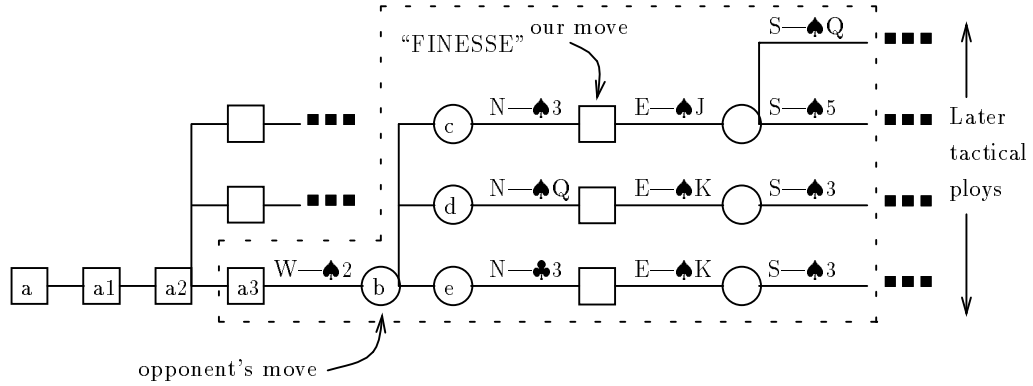 S—♠Q
“FINESSE” our move
N—♠3 E—♠J S—♠5
c
Later
tactical
ploys
N—♠Q E—♠K S—♠3
d
W—♠2 N—♣3 E—♠K S—♠3
a a1 a2 a3 b e
opponent's move